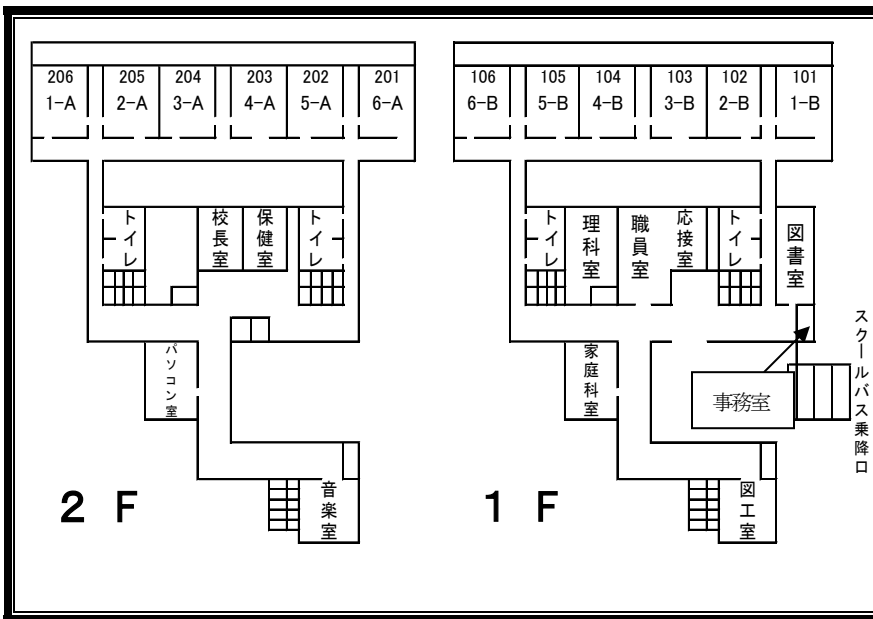 206 205 204 203 202 201
1-A 2-A 3-A 4-A 5-A 6-A
トイレ
校長室
保健室
トイレ
パソコン室
音楽室
2 F
106 105 104 103 102 101
6-B 5-B 4-B 3-B 2-B 1-B
トイレ
理科室
職員室
応接室
トイレ
図書室
家庭科室
事務室
スクールバス乗降口
図工室
1 F